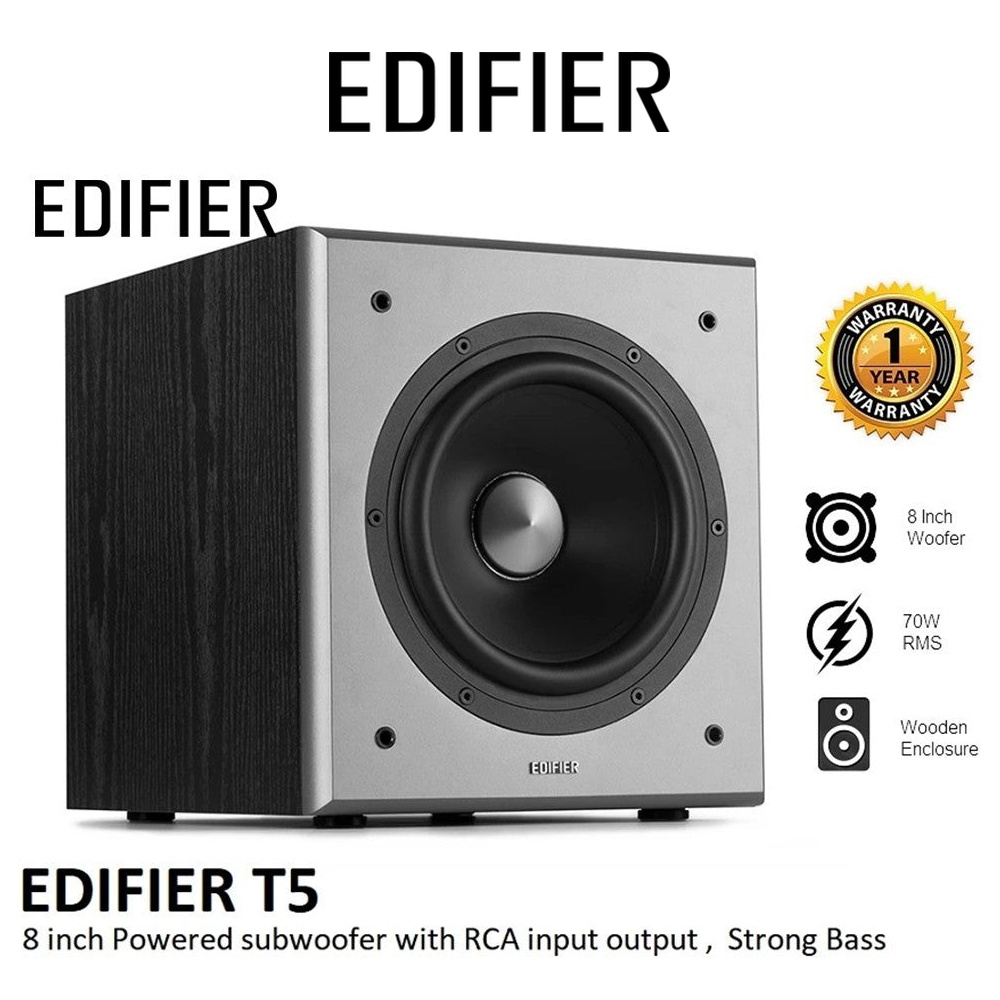 EDIFIER
EDIFIER
WARRANTY
1
YEAR
WARRANTY
8 Inch
Woofer
70W
RMS
Wooden
Enclosure
EDIFIER
EDIFIER T5
8 inch Powered subwoofer with RCA input output , Strong Bass